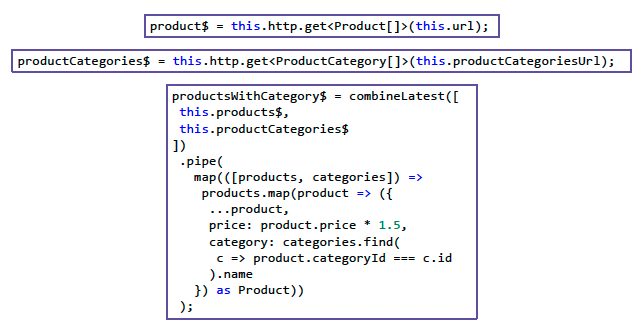 product$ = this.http.get<Product[]>(this.url);
productCategories$ = this.http.get<ProductCategory[]>(this.productCategoriesUrl);
productsWithCategory$ = combineLatest([
this.products$,
this.productCategories$
])
.pipe(
map(([products, categories]) =>
products.map(product => ({
...product,
price: product.price * 1.5,
category: categories.find(
c => product.categoryId === c.id
).name
}) as Product))
);